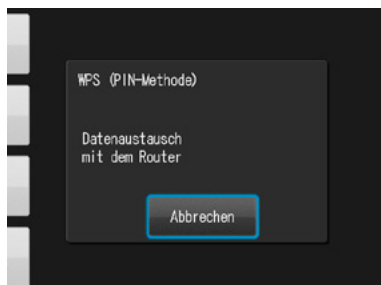 WPS (PIN-Methode)
Datenaustausch
mit dem Router
Abbrechen